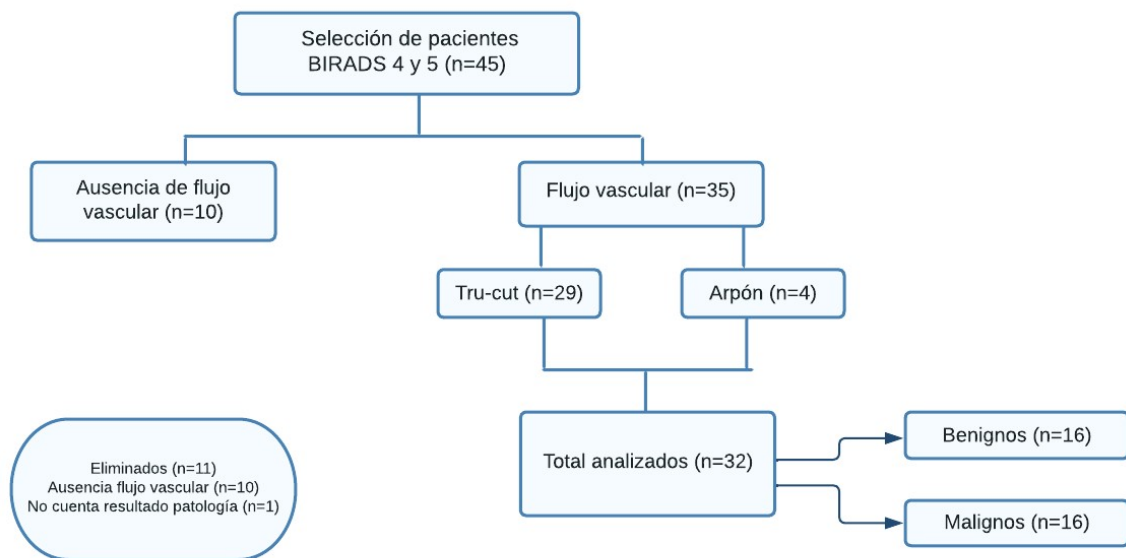 Selección de pacientes
BIRADS 4 y 5 (n=45)
Ausencia de flujo
vascular (n=10)
Flujo vascular (n=35)
Tru-cut (n=29)
Arpón (n=4)
Total analizados (n=32)
Benignos (n=16)
Malignos (n=16)
Eliminados (n=11)
Ausencia flujo vascular (n=10)
No cuenta resultado patología (n=1)